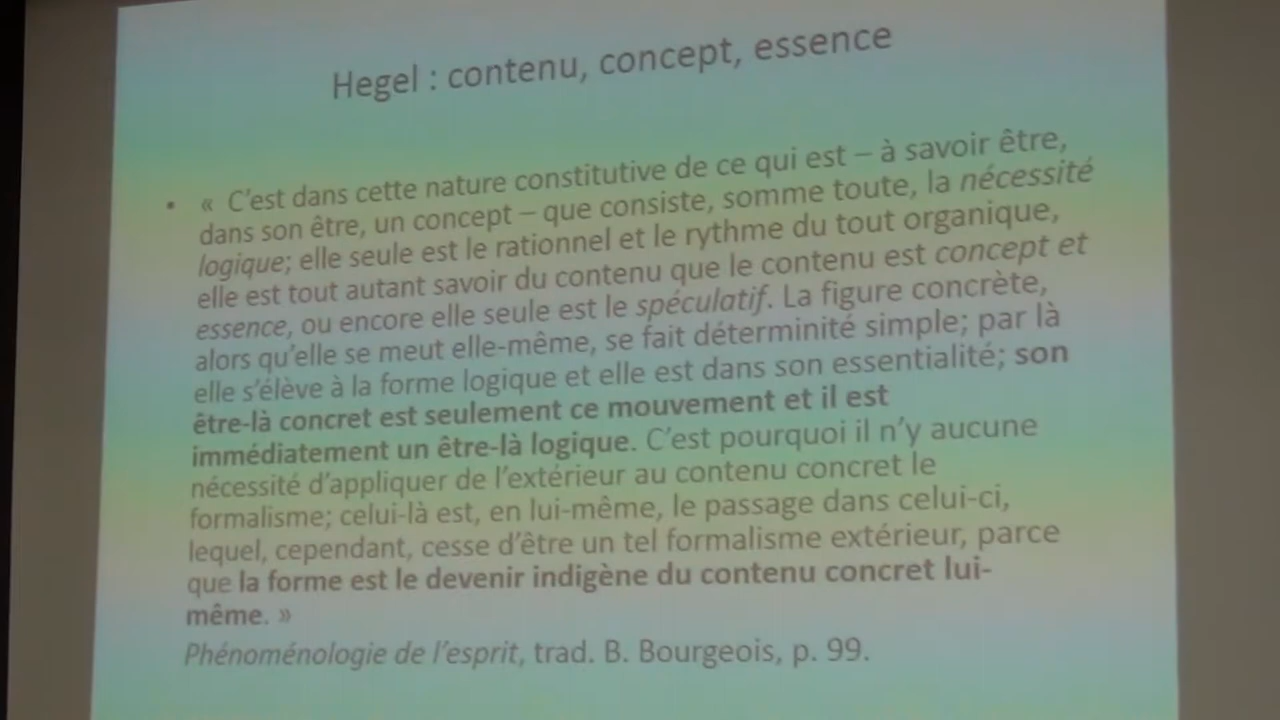 Hegel : contenu, concept, essence
• « C'est dans cette nature constitutive de ce qui est – à savoir être,
dans son être, un concept – que consiste, somme toute, la nécessité
logique; elle seule est le rationnel et le rythme du tout organique,
elle est tout autant savoir du contenu que le contenu est concept et
essence, ou encore elle seule est le spéculatif. La figure concrète,
alors qu'elle se meut elle-même, se fait déterminité simple; par là
elle s'élève à la forme logique et elle est dans son essentialité; son
être-là concret est seulement ce mouvement et il est
immédiatement un être-là logique. C'est pourquoi il n'y aucune
nécessité d'appliquer de l'extérieur au contenu concret le
formalisme; celui-là est, en lui-même, le passage dans celui-ci,
lequel, cependant, cesse d'être un tel formalisme extérieur, parce
que la forme est le devenir indigène du contenu concret lui-
même. »
Phénoménologie de l'esprit, trad. B. Bourgeois, p. 99.